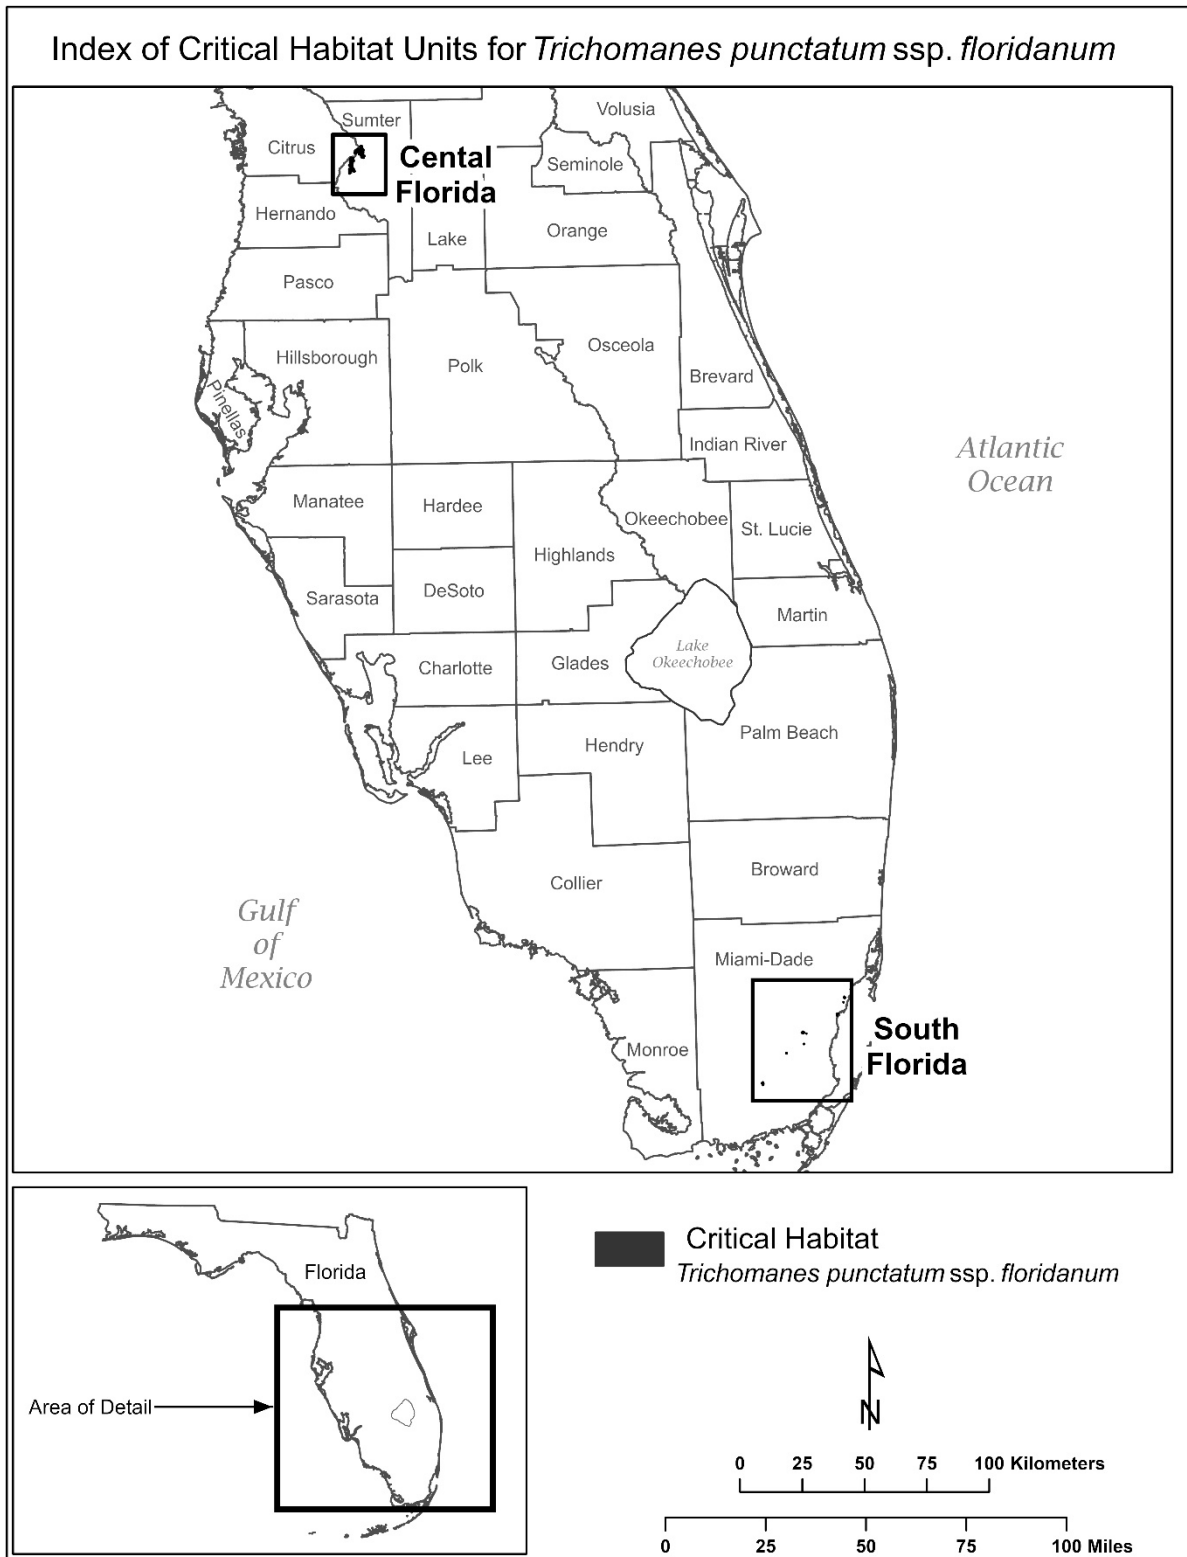 Index of Critical Habitat Units for Trichomanes punctatum ssp. floridanum
Volusia
Sumter
Citrus
Cental
Florida
Seminole
Hernando
Orange
Lake
Pasco
Osceola
Hillsborough
Polk
Brevard
Pinellas
Indian River
Atlantic
Ocean
Manatee
Hardee
Okeechobee
St. Lucie
Highlands
DeSoto
Sarasota
Martin
Lake
Okeechobee
Charlotte
Glades
Palm Beach
Hendry
Lee
Broward
Collier
Gulf
of
Mexico
Miami-Dade
South
Florida
Monroe
Florida
Area of Detail
Critical Habitat
Trichomanes punctatum ssp. floridanum
N
0 25 50 75 100 Kilometers
0 25 50 75 100 Miles